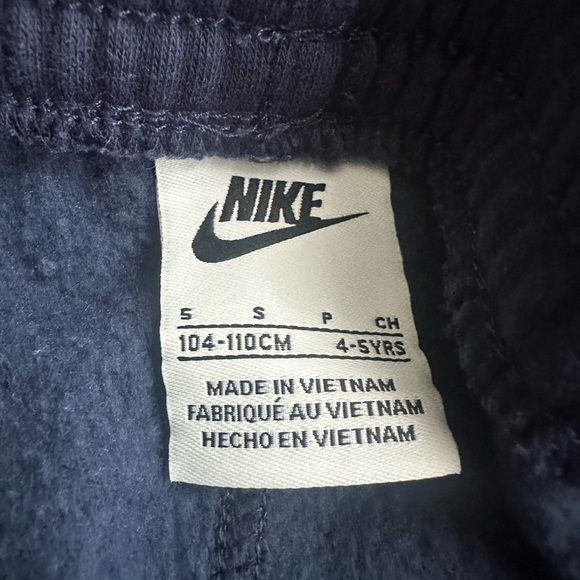 NIKE
5 S P CH
104-110CM 4-5YRS
MADE IN VIETNAM
FABRIQUÉ AU VIETNAM
HECHO EN VIETNAM